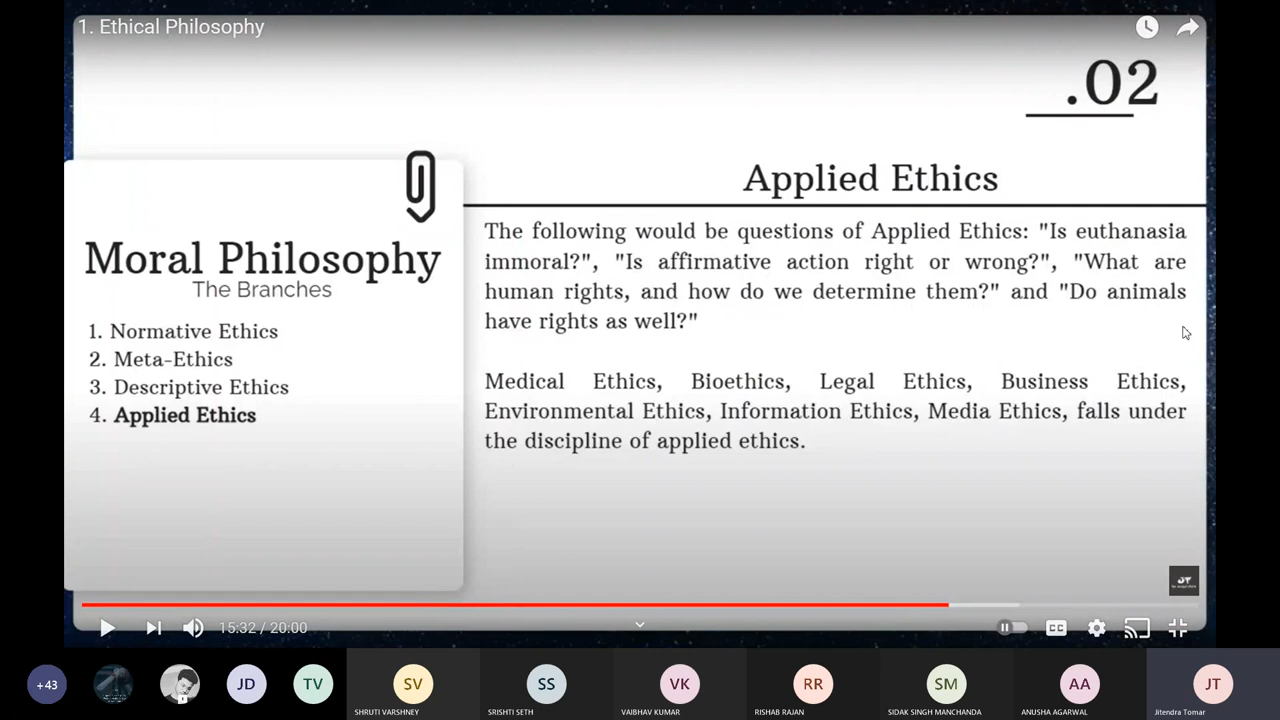 1. Ethical Philosophy
.02
Applied Ethics
The following would be questions of Applied Ethics: "Is euthanasia
immoral?", "Is affirmative action right or wrong?", "What are
human rights, and how do we determine them?" and "Do animals
have rights as well?"
Medical Ethics, Bioethics, Legal Ethics, Business Ethics,
Environmental Ethics, Information Ethics, Media Ethics, falls under
the discipline of applied ethics.
Moral Philosophy
The Branches
1. Normative Ethics
2. Meta-Ethics
3. Descriptive Ethics
4. Applied Ethics
15:32 / 20:00
CC
+43
JD
TV
SV
SHRUTI VARSHNEY
SS
SRISHTI SETH
VK
VAIBHAV KUMAR
RR
RISHAB RAJAN
SM
SIDAK SINGH MANCHANDA
AA
ANUSHA AGARWAL
JT
Jitendra Tomar